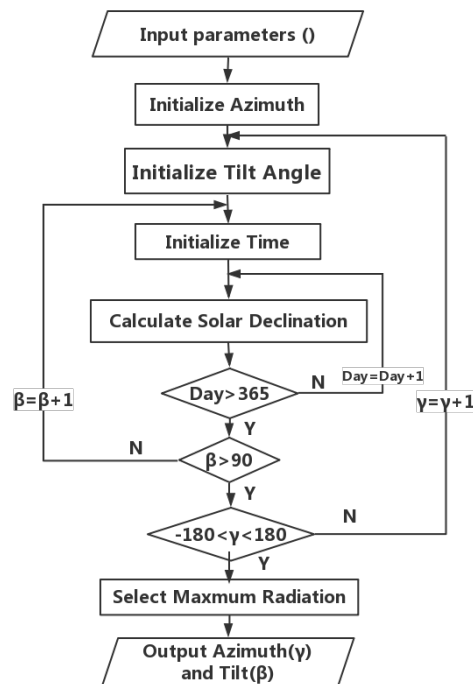 Input parameters ()
Initialize Azimuth
Initialize Tilt Angle
Initialize Time
Calculate Solar Declination
Day>365
N
Day=Day+1
β=β+1
γ=γ+1
Y
N
β>90
Y
-180<γ<180
N
Y
Select Maxmum Radiation
Output Azimuth(γ)
and Tilt(β)